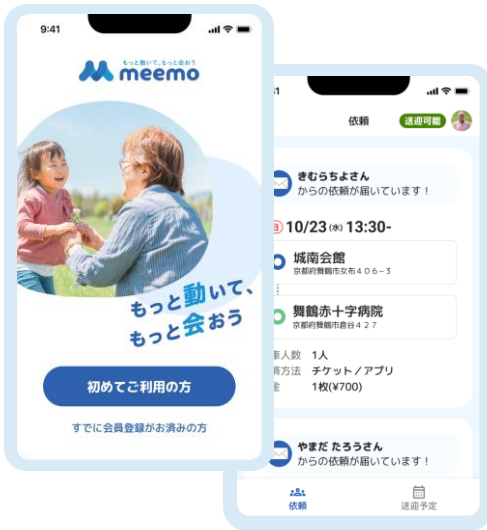 9:41
もっと動いて、もっと会おう
meemo
もっと動いて、
もっと会おう
初めてご利用の方
すでに会員登録がお済みの方
依頼
送迎可能
きむらちよさん
からの依頼が届いています！
10/23(水) 13:30-
城南会館
京都府舞鶴市女布４０６−３
舞鶴赤十字病院
京都府舞鶴市倉谷４２７
人数 1人
方法 チケット／アプリ
1枚(¥700)
やまだ たろうさん
からの依頼が届いています！
依頼
送迎予定